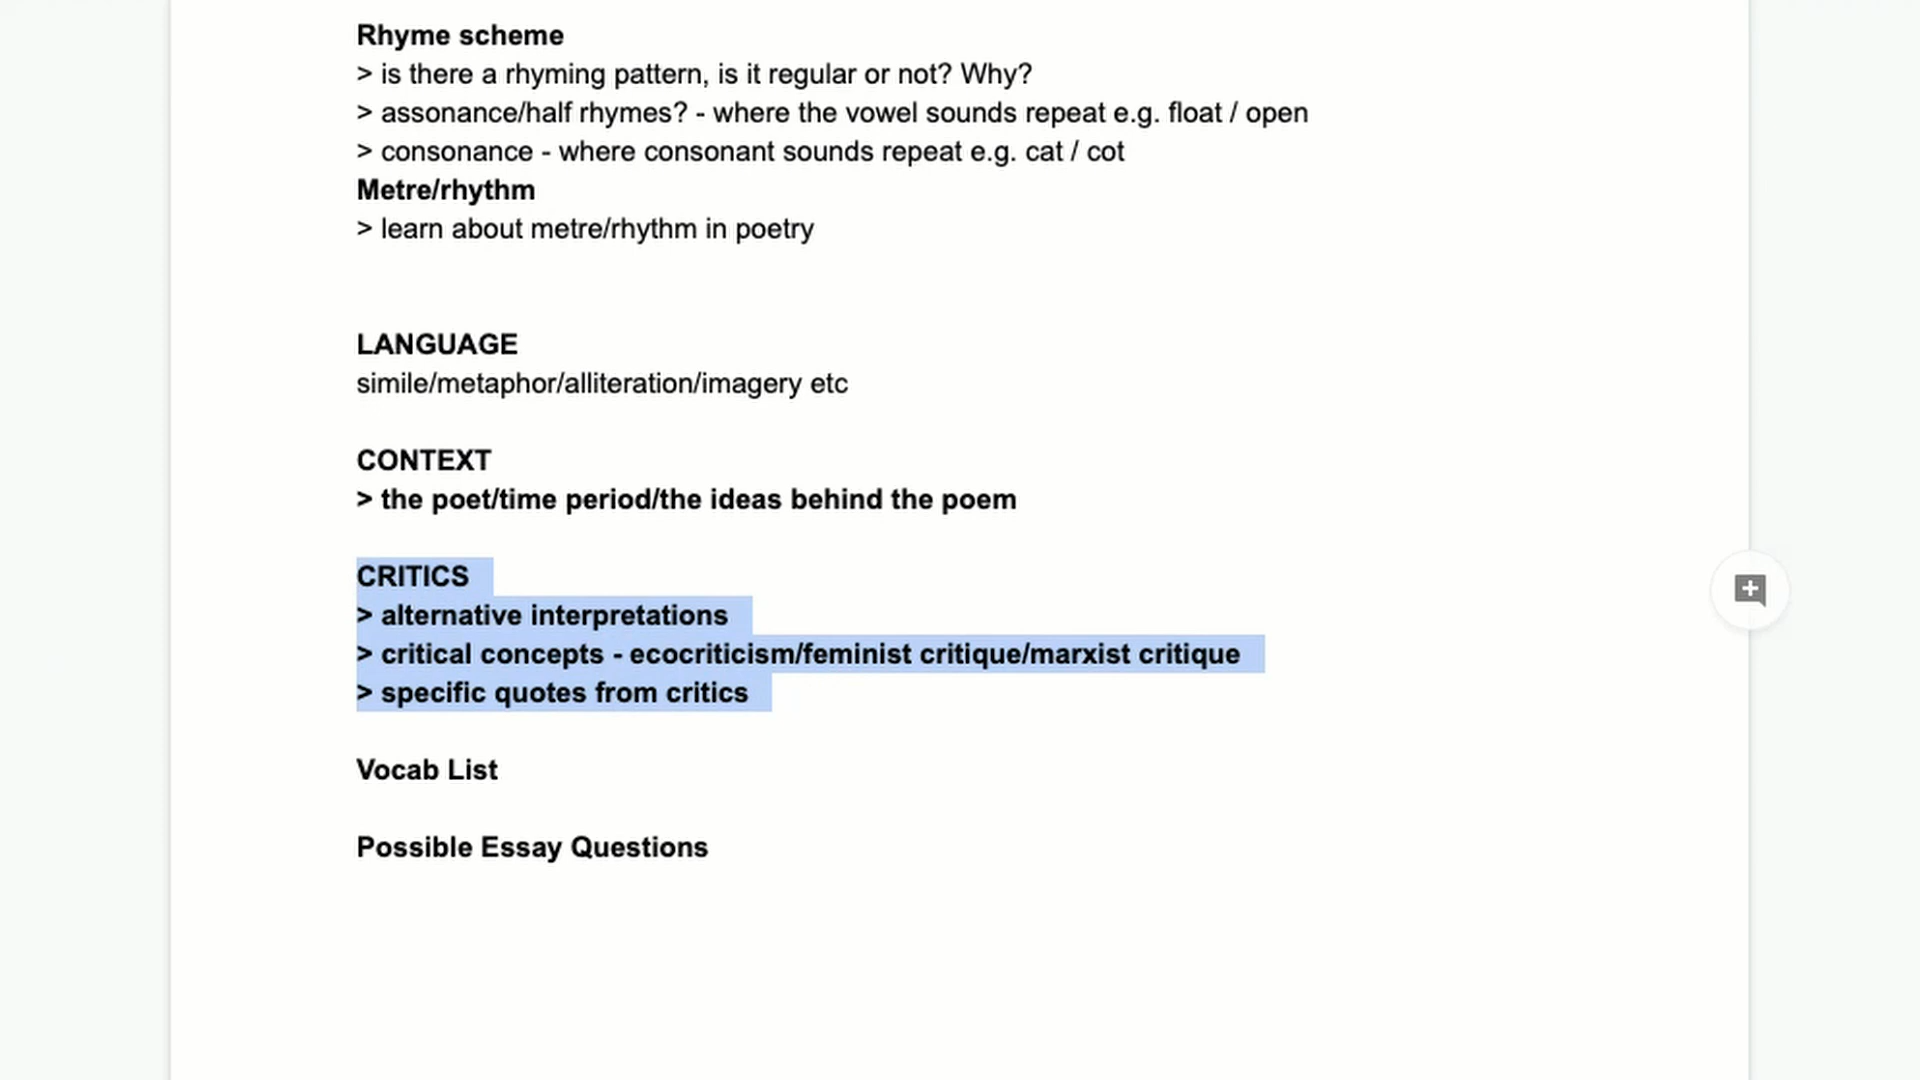 Rhyme scheme
> is there a rhyming pattern, is it regular or not? Why?
> assonance/half rhymes? - where the vowel sounds repeat e.g. float / open
> consonance - where consonant sounds repeat e.g. cat / cot
Metre/rhythm
> learn about metre/rhythm in poetry
LANGUAGE
simile/metaphor/alliteration/imagery etc
CONTEXT
> the poet/time period/the ideas behind the poem
CRITICS
> alternative interpretations
> critical concepts - ecocriticism/feminist critique/marxist critique
> specific quotes from critics
Vocab List
Possible Essay Questions